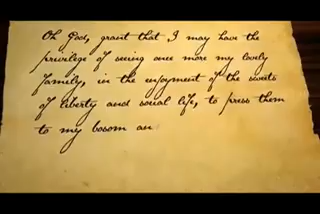 Oh God, grant that I may have the
privilege of seeing once more my lovely
family, in the enjoyment of the sweets
of liberty and social life, to press them
to my bosom an